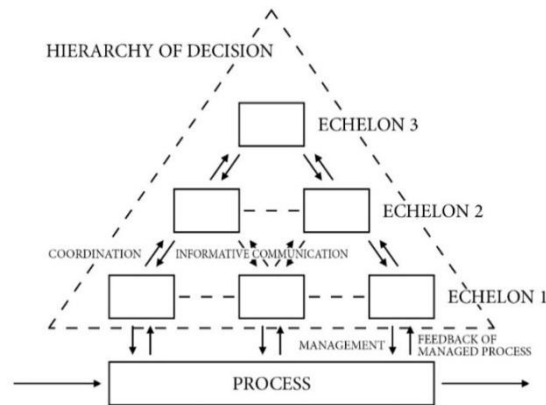 HIERARCHY OF DECISION
ECHELON 3
ECHELON 2
COORDINATION
INFORMATIVE COMMUNICATION
ECHELON 1
MANAGEMENT
FEEDBACK OF
MANAGED PROCESS
PROCESS